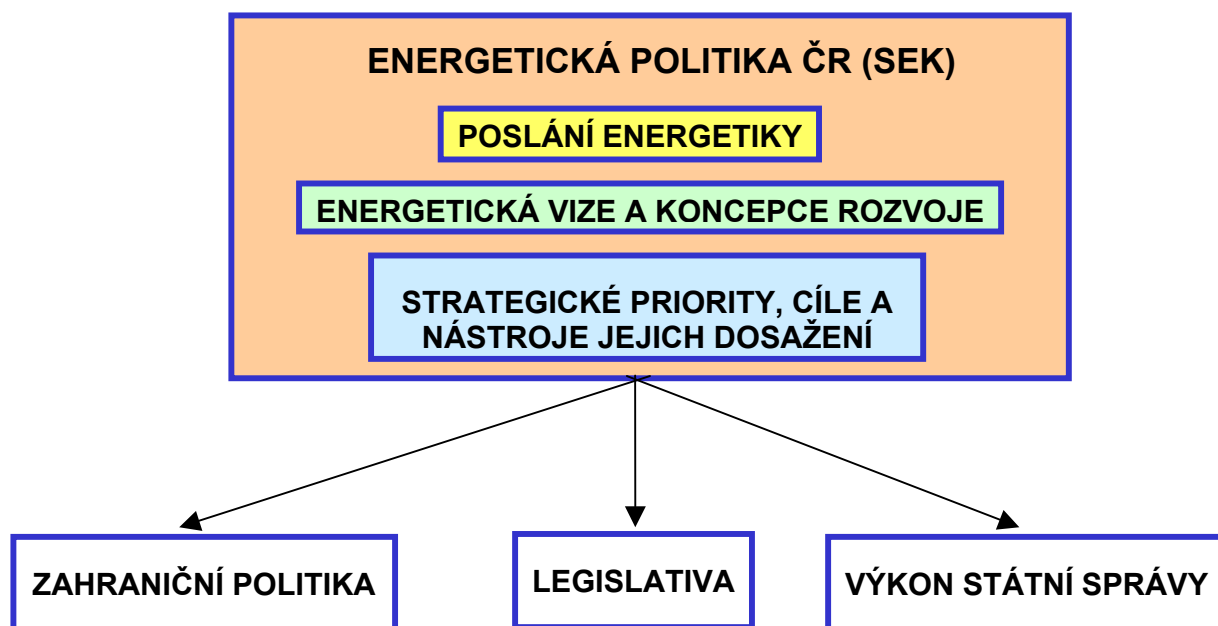 ENERGETICKÁ POLITIKA ČR (SEK)
POSLÁNÍ ENERGETIKY
ENERGETICKÁ VIZE A KONCEPCE ROZVOJE
STRATEGICKÉ PRIORITY, CÍLE A
NÁSTROJE JEJICH DOSAŽENÍ
ZAHRANIČNÍ POLITIKA
LEGISLATIVA
VÝKON STÁTNÍ SPRÁVY